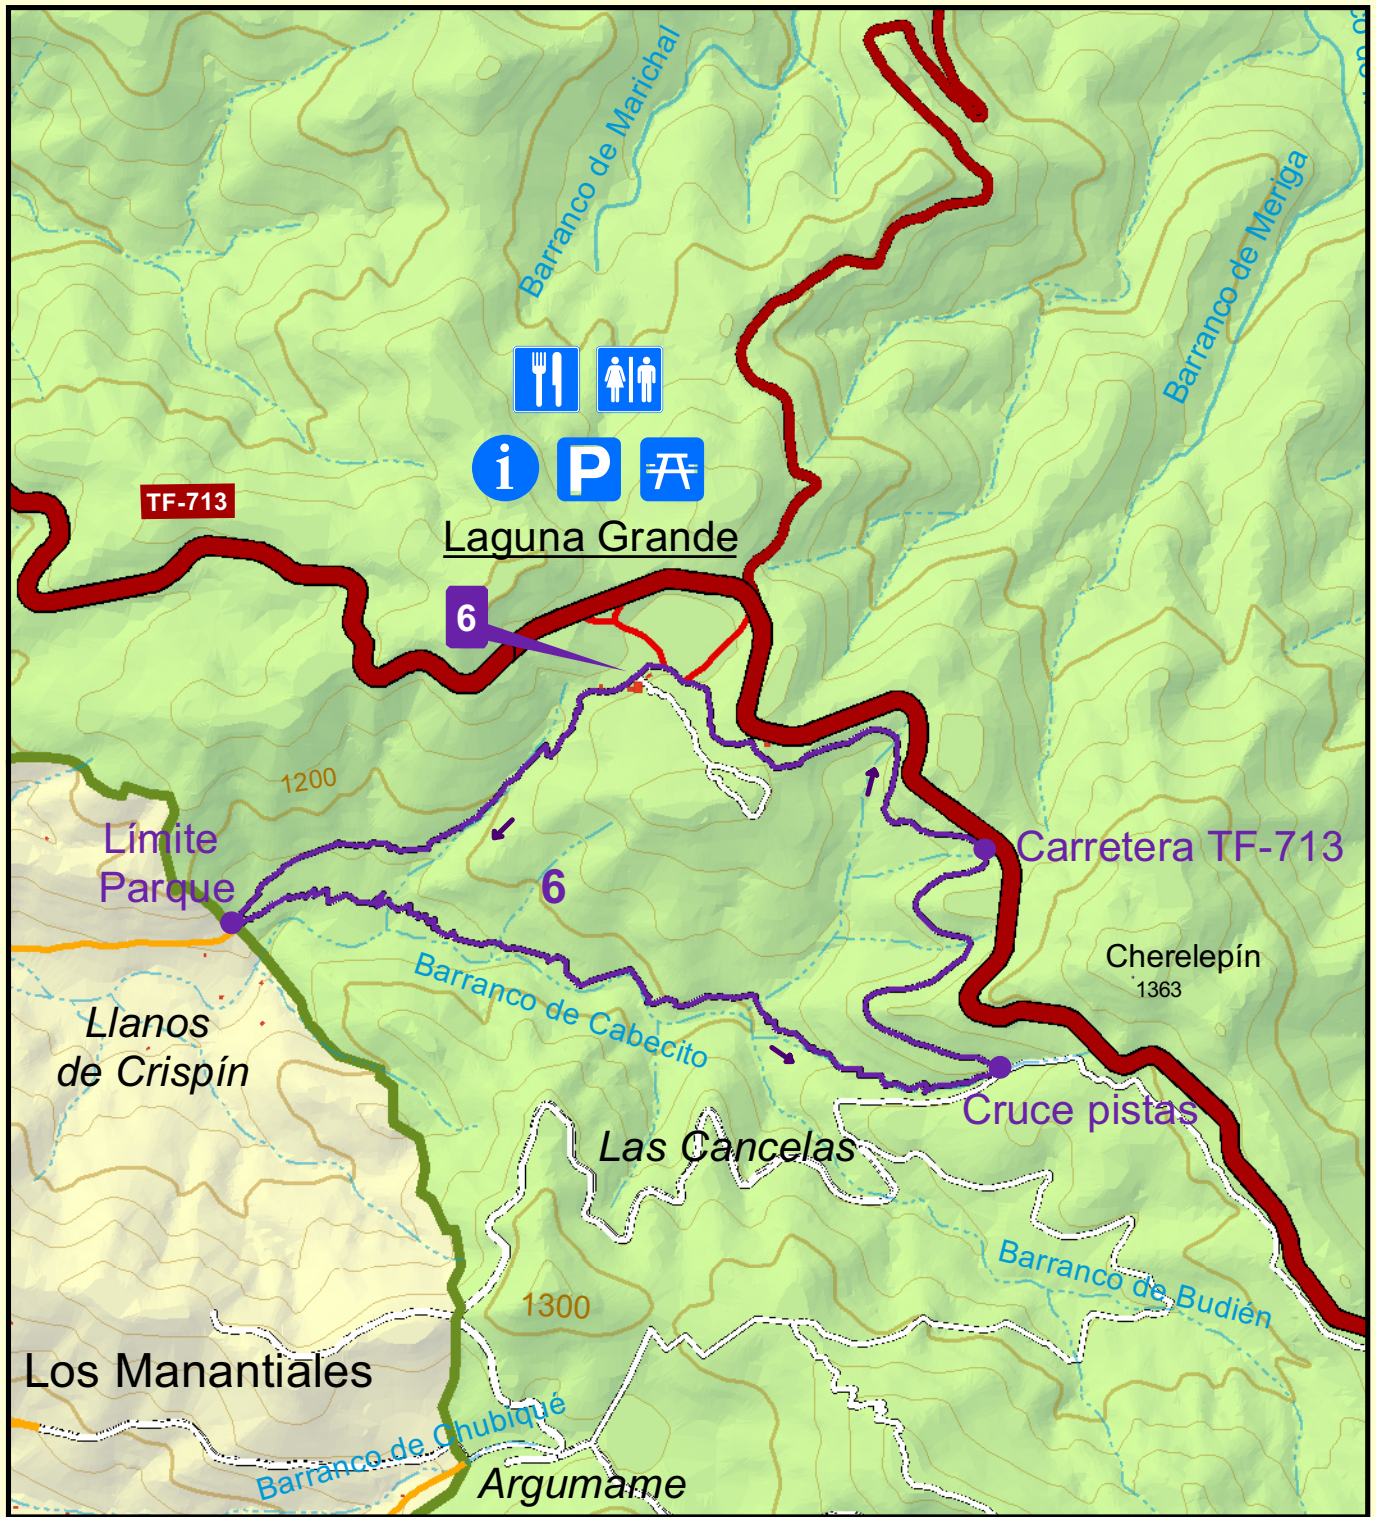 Barranco de Marichal
Barranco de Meriga
i
P
TF-713
Laguna Grande
6
1200
Límite
Parque
6
Carretera TF-713
Cherelepín
1363
Barranco de Cabecito
Llanos
de Crispín
Cruce pistas
Las Cancelas
Barranco de Budién
1300
Los Manantiales
Barranco de Chubiqué
Argumame